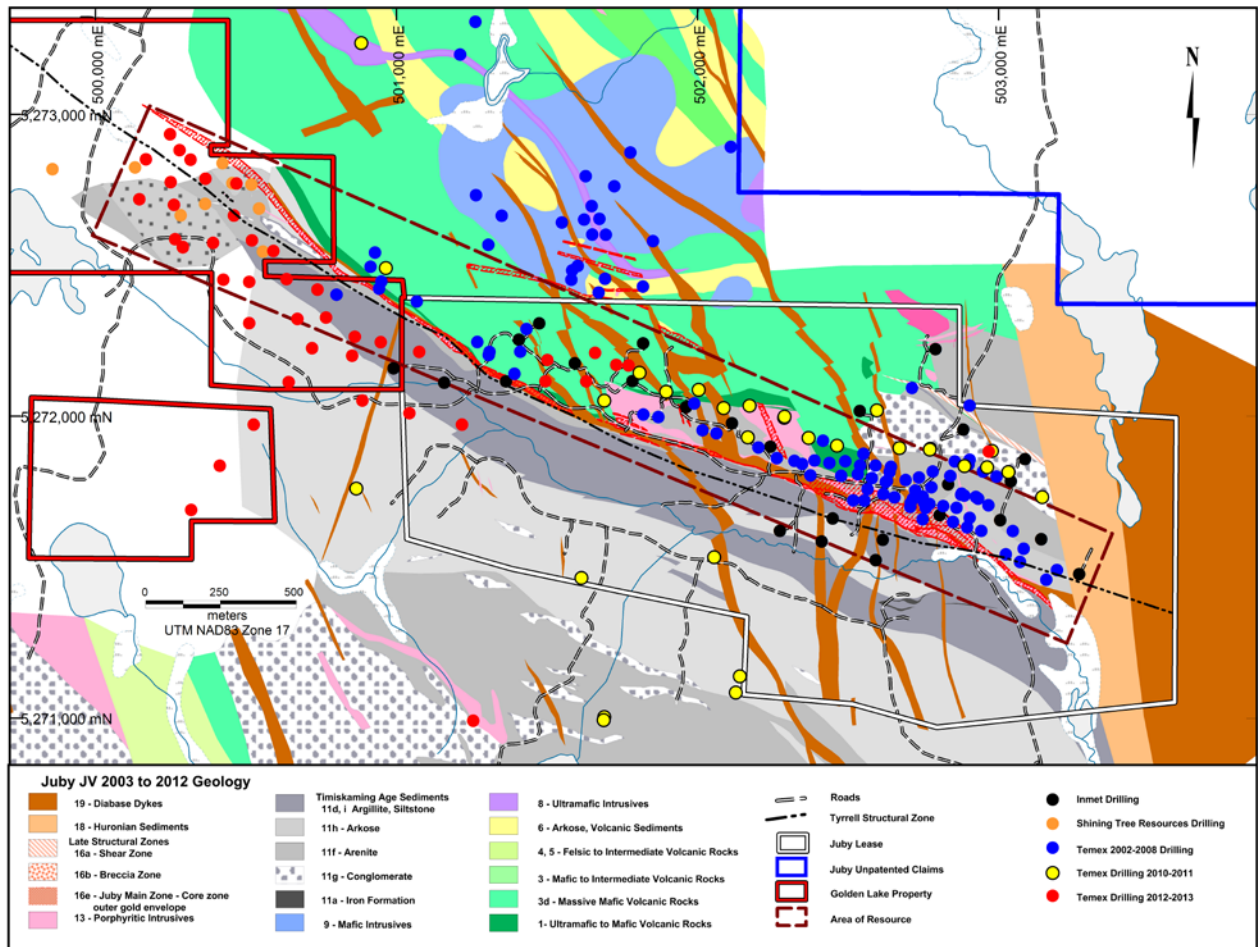 500,000 mE
501,000 mE
502,000 mE
503,000 mE
N
5,273,000 mN
5,272,000 mN
0 250 500
meters
UTM NAD83 Zone 17
5,271,000 mN
Juby JV 2003 to 2012 Geology
19 - Diabase Dykes
18 - Huronian Sediments
Late Structural Zones
16a - Shear Zone
16b - Breccia Zone
16e - Juby Main Zone - Core zone
outer gold envelope
13 - Porphyritic Intrusives
Timiskaming Age Sediments
11d, i Argillite, Siltstone
11h - Arkose
11f - Arenite
11g - Conglomerate
11a - Iron Formation
9 - Mafic Intrusives
8 - Ultramafic Intrusives
6 - Arkose, Volcanic Sediments
4, 5 - Felsic to Intermediate Volcanic Rocks
3 - Mafic to Intermediate Volcanic Rocks
3d - Massive Mafic Volcanic Rocks
1- Ultramafic to Mafic Volcanic Rocks
Roads
Tyrrell Structural Zone
Juby Lease
Juby Unpatented Claims
Golden Lake Property
Area of Resource
Inmet Drilling
Shining Tree Resources Drilling
Temex 2002-2008 Drilling
Temex Drilling 2010-2011
Temex Drilling 2012-2013